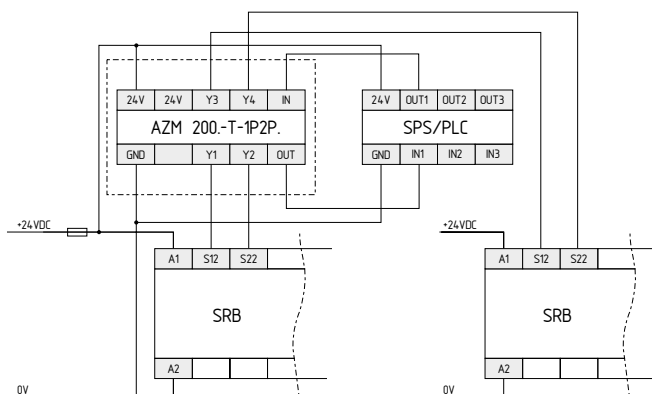 24V 24V Y3 Y4 IN
AZM 200.-T-1P2P.
GND Y1 Y2 OUT
24V OUT1 OUT2 OUT3
SPS/PLC
GND IN1 IN2 IN3
+24VDC
A1 S12 S22
SRB
A2
0V
+24VDC
A1 S12 S22
SRB
A2
0V